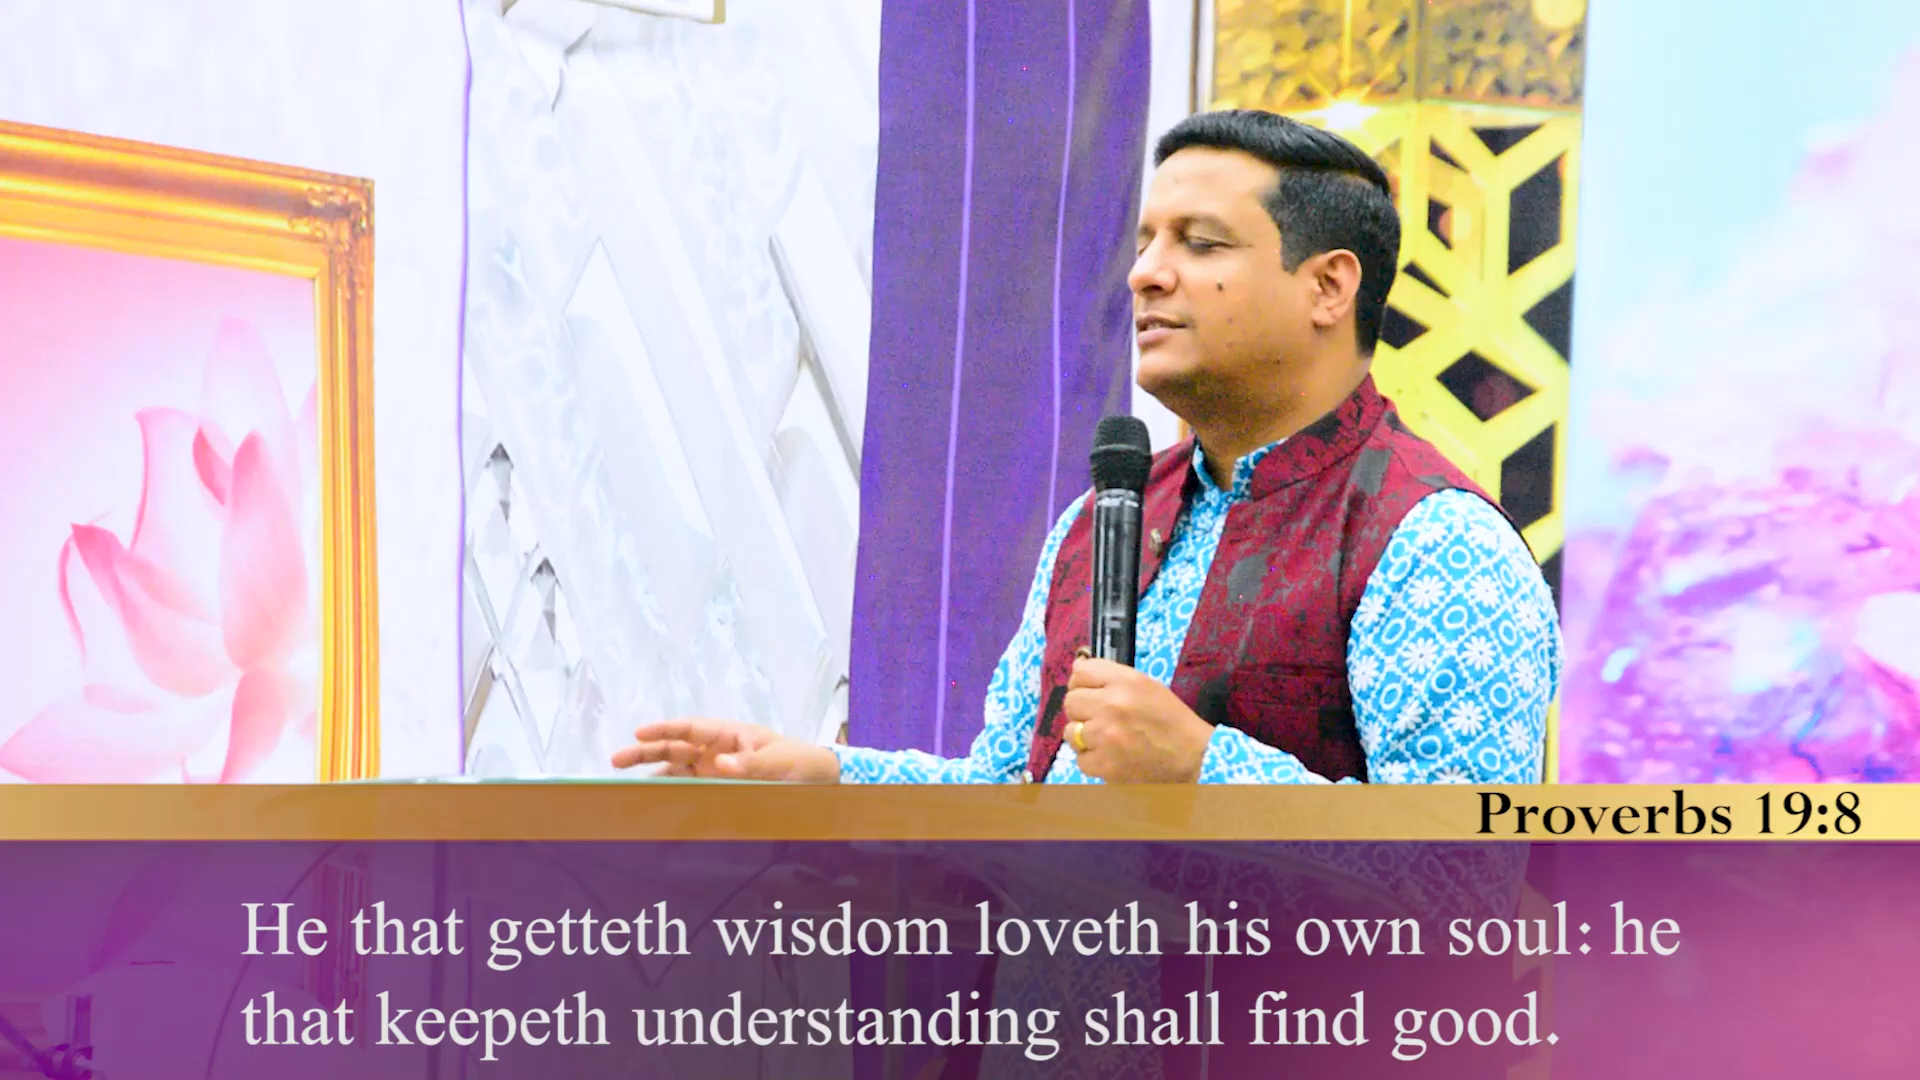 Proverbs 19:8
He that getteth wisdom loveth his own soul: he
that keepeth understanding shall find good.